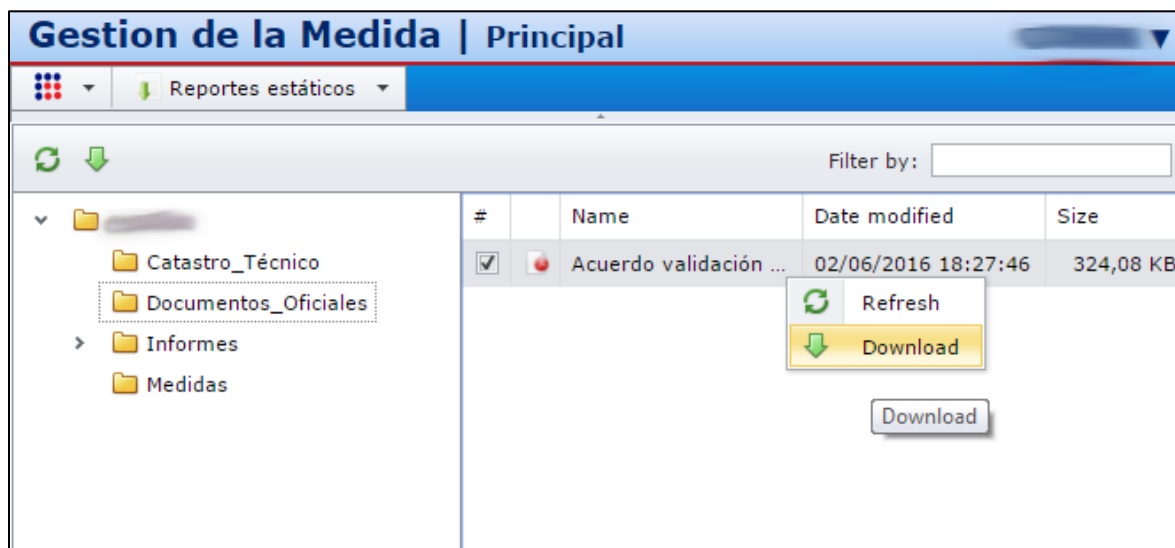 Gestion de la Medida | Principal
Reportes estáticos
Filter by:
# Name Date modified Size
Catastro_Técnico
Acuerdo validación ... 02/06/2016 18:27:46 324,08 KB
Documentos_Oficiales
Refresh
Informes
Download
Medidas
Download